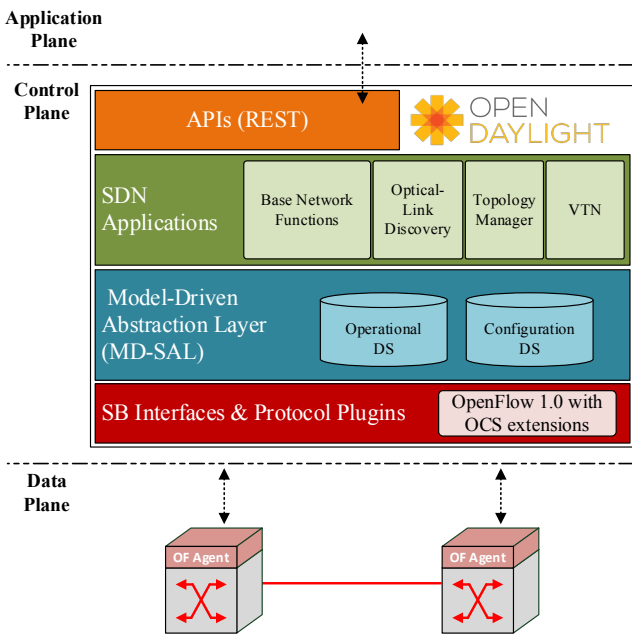 Application
Plane
Control
Plane
APIs (REST)
OPEN
DAYLIGHT
SDN
Applications
Base Network
Functions
Optical-
Link
Discovery
Topology
Manager
VTN
Model-Driven
Abstraction Layer
(MD-SAL)
Operational
DS
Configuration
DS
SB Interfaces & Protocol Plugins
OpenFlow 1.0 with
OCS extensions
Data
Plane
OF Agent
OF Agent